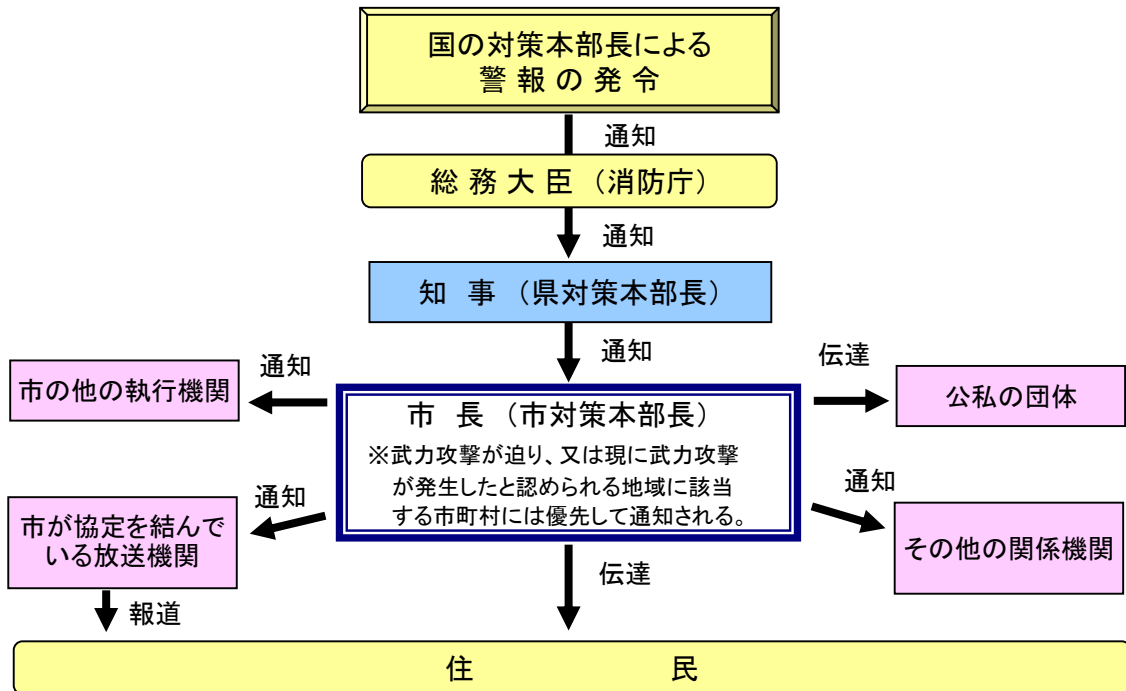 国の対策本部長による
警報の発令
通知
総務大臣（消防庁）
通知
知事（県対策本部長）
通知
通知
伝達
市の他の執行機関
公私の団体
市長（市対策本部長）
※武力攻撃が迫り、又は現に武力攻撃
が発生したと認められる地域に該当
する市町村には優先して通知される。
通知
通知
市が協定を結んで
いる放送機関
その他の関係機関
伝達
報道
住民